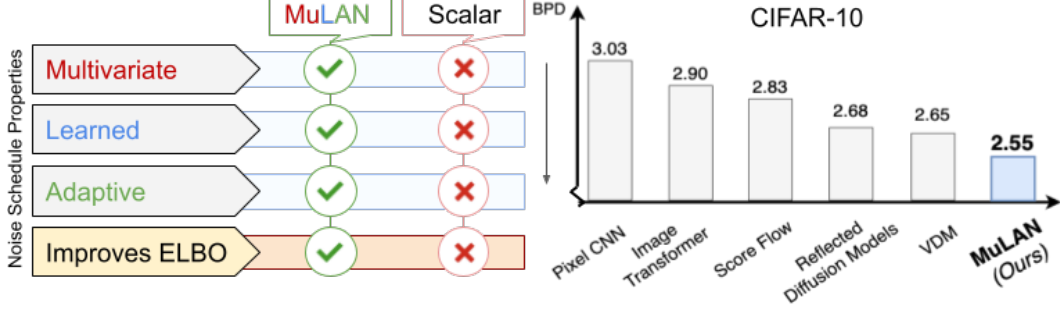 MuLAN
Scalar
Noise Schedule Properties
Multivariate
Learned
Adaptive
Improves ELBO
CIFAR-10
BPD
3.03
2.90
2.83
2.68
2.65
2.55
Pixel CNN
Image
Transformer
Score Flow
Reflected
Diffusion Models
VDM
MuLAN
(Ours)